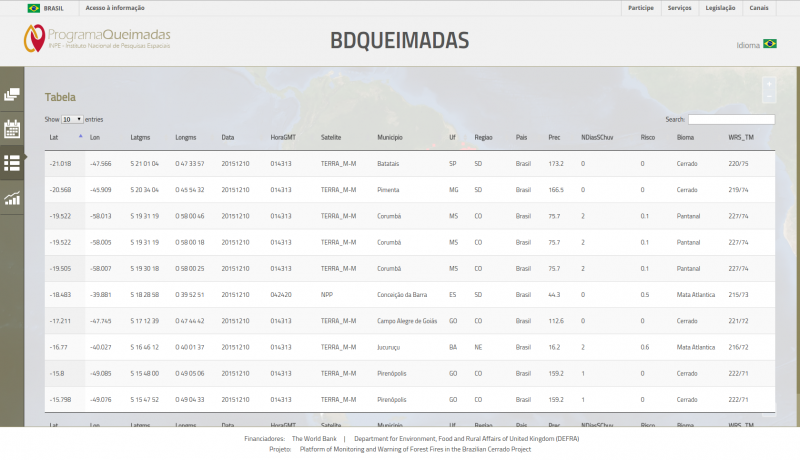 BRASIL Acesso à informação Participe Serviços Legislação Canais
ProgramaQueimadas
INPE - Instituto Nacional de Pesquisas Espaciais
BDQUEIMADAS
Idioma
Tabela
Show 10 entries Search:
Lat Lon Latgms Longms Data HoraGMT Satelite Municipio Uf Regiao Pais Prec NDiasSChuv Risco Bioma WRS_TM
-21.018 -47.566 S 21 01 04 O 47 33 57 20151210 014313 TERRA_M-M Batatais SP SD Brasil 173.2 0 0 Cerrado 220/75
-20.568 -45.909 S 20 34 04 O 45 54 32 20151210 014313 TERRA_M-M Pimenta MG SD Brasil 166.5 0 0 Cerrado 219/74
-19.522 -58.013 S 19 31 19 O 58 00 46 20151210 014313 TERRA_M-M Corumbá MS CO Brasil 75.7 2 0.1 Pantanal 227/74
-19.522 -58.005 S 19 31 19 O 58 00 18 20151210 014313 TERRA_M-M Corumbá MS CO Brasil 75.7 2 0.1 Pantanal 227/74
-19.505 -58.007 S 19 30 18 O 58 00 25 20151210 014313 TERRA_M-M Corumbá MS CO Brasil 75.7 2 0.1 Pantanal 227/74
-18.483 -39.881 S 18 28 58 O 39 52 51 20151210 042420 NPP Conceição da Barra ES SD Brasil 44.3 0 0.5 Mata Atlantica 215/73
-17.211 -47.745 S 17 12 39 O 47 44 42 20151210 014313 TERRA_M-M Campo Alegre de Goiás GO CO Brasil 112.6 0 0 Cerrado 221/72
-16.77 -40.027 S 16 46 12 O 40 01 37 20151210 014313 TERRA_M-M Jucuruçu BA NE Brasil 16.2 2 0.6 Mata Atlantica 216/72
-15.8 -49.085 S 15 48 00 O 49 05 06 20151210 014313 TERRA_M-M Pirenópolis GO CO Brasil 159.2 1 0 Cerrado 222/71
-15.798 -49.076 S 15 47 52 O 49 04 33 20151210 014313 TERRA_M-M Pirenópolis GO CO Brasil 159.2 1 0 Cerrado 222/71
Lat Lon Latgms Longms Data HoraGMT Satelite Municipio Uf Regiao Pais Prec NDiasSChuv Risco Bioma WRS_TM
Financiadores: The World Bank | Department for Environment, Food and Rural Affairs of United Kingdom (DEFRA)
Projeto: Platform of Monitoring and Warning of Forest Fires in the Brazilian Cerrado Project